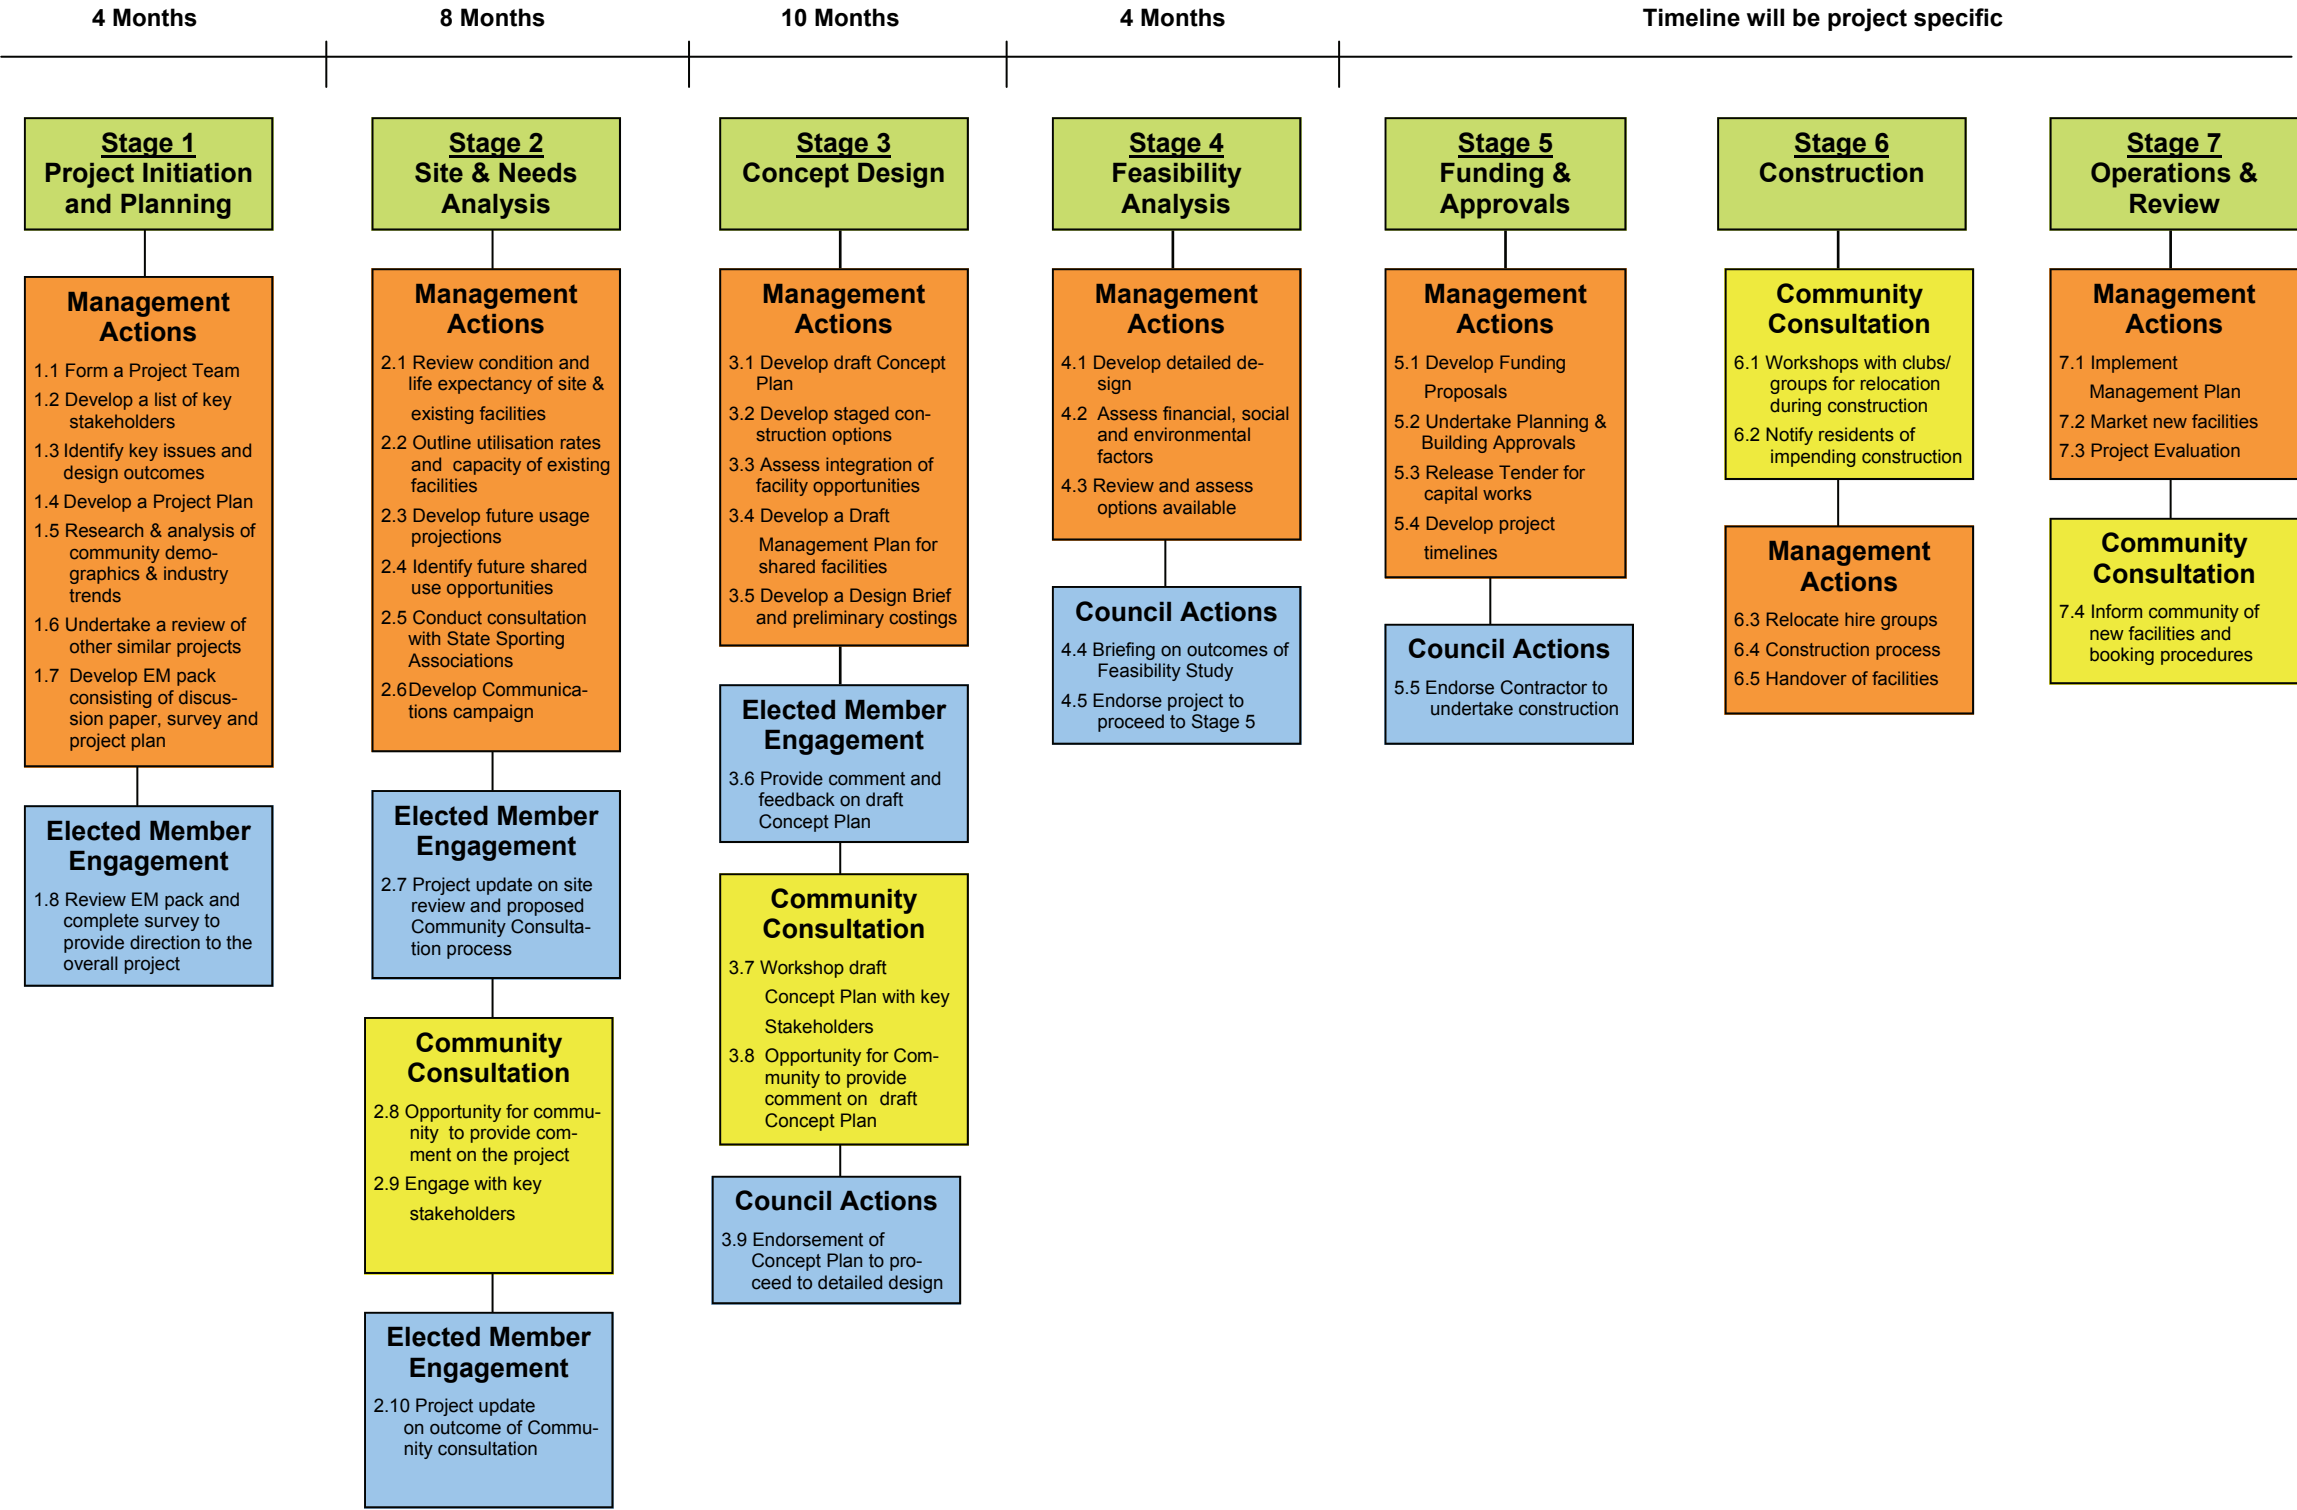 4 Months
8 Months
10 Months
4 Months
Timeline will be project specific
Stage 1
Project Initiation
and Planning
Management
Actions
1.1 Form a Project Team
1.2 Develop a list of key
stakeholders
1.3 Identify key issues and
design outcomes
1.4 Develop a Project Plan
1.5 Research & analysis of
community demo-
graphics & industry
trends
1.6 Undertake a review of
other similar projects
1.7 Develop EM pack
consisting of discus-
sion paper, survey and
project plan
Elected Member
Engagement
1.8 Review EM pack and
complete survey to
provide direction to the
overall project
Stage 2
Site & Needs
Analysis
Management
Actions
2.1 Review condition and
life expectancy of site &
existing facilities
2.2 Outline utilisation rates
and capacity of existing
facilities
2.3 Develop future usage
projections
2.4 Identify future shared
use opportunities
2.5 Conduct consultation
with State Sporting
Associations
2.6Develop Communica-
tions campaign
Elected Member
Engagement
2.7 Project update on site
review and proposed
Community Consulta-
tion process
Community
Consultation
2.8 Opportunity for commu-
nity to provide com-
ment on the project
2.9 Engage with key
stakeholders
Elected Member
Engagement
2.10 Project update
on outcome of Commu-
nity consultation
Stage 3
Concept Design
Management
Actions
3.1 Develop draft Concept
Plan
3.2 Develop staged con-
struction options
3.3 Assess integration of
facility opportunities
3.4 Develop a Draft
Management Plan for
shared facilities
3.5 Develop a Design Brief
and preliminary costings
Elected Member
Engagement
3.6 Provide comment and
feedback on draft
Concept Plan
Community
Consultation
3.7 Workshop draft
Concept Plan with key
Stakeholders
3.8 Opportunity for Com-
munity to provide
comment on draft
Concept Plan
Council Actions
3.9 Endorsement of
Concept Plan to pro-
ceed to detailed design
Stage 4
Feasibility
Analysis
Management
Actions
4.1 Develop detailed de-
sign
4.2 Assess financial, social
and environmental
factors
4.3 Review and assess
options available
Council Actions
4.4 Briefing on outcomes of
Feasibility Study
4.5 Endorse project to
proceed to Stage 5
Stage 5
Funding &
Approvals
Management
Actions
5.1 Develop Funding
Proposals
5.2 Undertake Planning &
Building Approvals
5.3 Release Tender for
capital works
5.4 Develop project
timelines
Council Actions
5.5 Endorse Contractor to
undertake construction
Stage 6
Construction
Community
Consultation
6.1 Workshops with clubs/
groups for relocation
during construction
6.2 Notify residents of
impending construction
Management
Actions
6.3 Relocate hire groups
6.4 Construction process
6.5 Handover of facilities
Stage 7
Operations &
Review
Management
Actions
7.1 Implement
Management Plan
7.2 Market new facilities
7.3 Project Evaluation
Community
Consultation
7.4 Inform community of
new facilities and
booking procedures